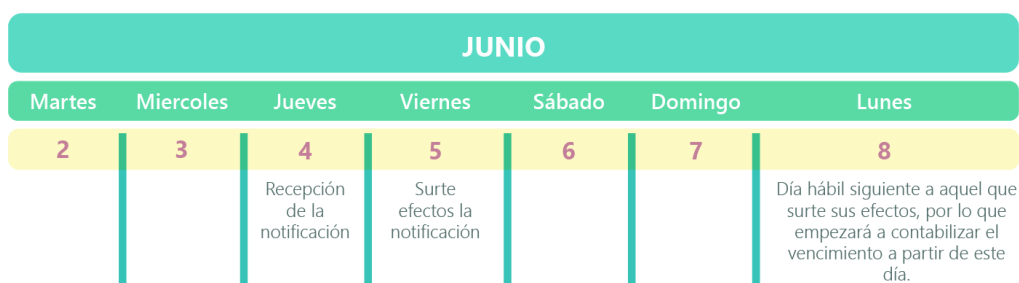 JUNIO
Martes Miercoles Jueves Viernes Sábado Domingo Lunes
2 3 4 5 6 7 8
Recepción
de la
notificación
Surte
efectos la
notificación
Día hábil siguiente a aquel que
surte sus efectos, por lo que
empezará a contabilizar el
vencimiento a partir de este
día.